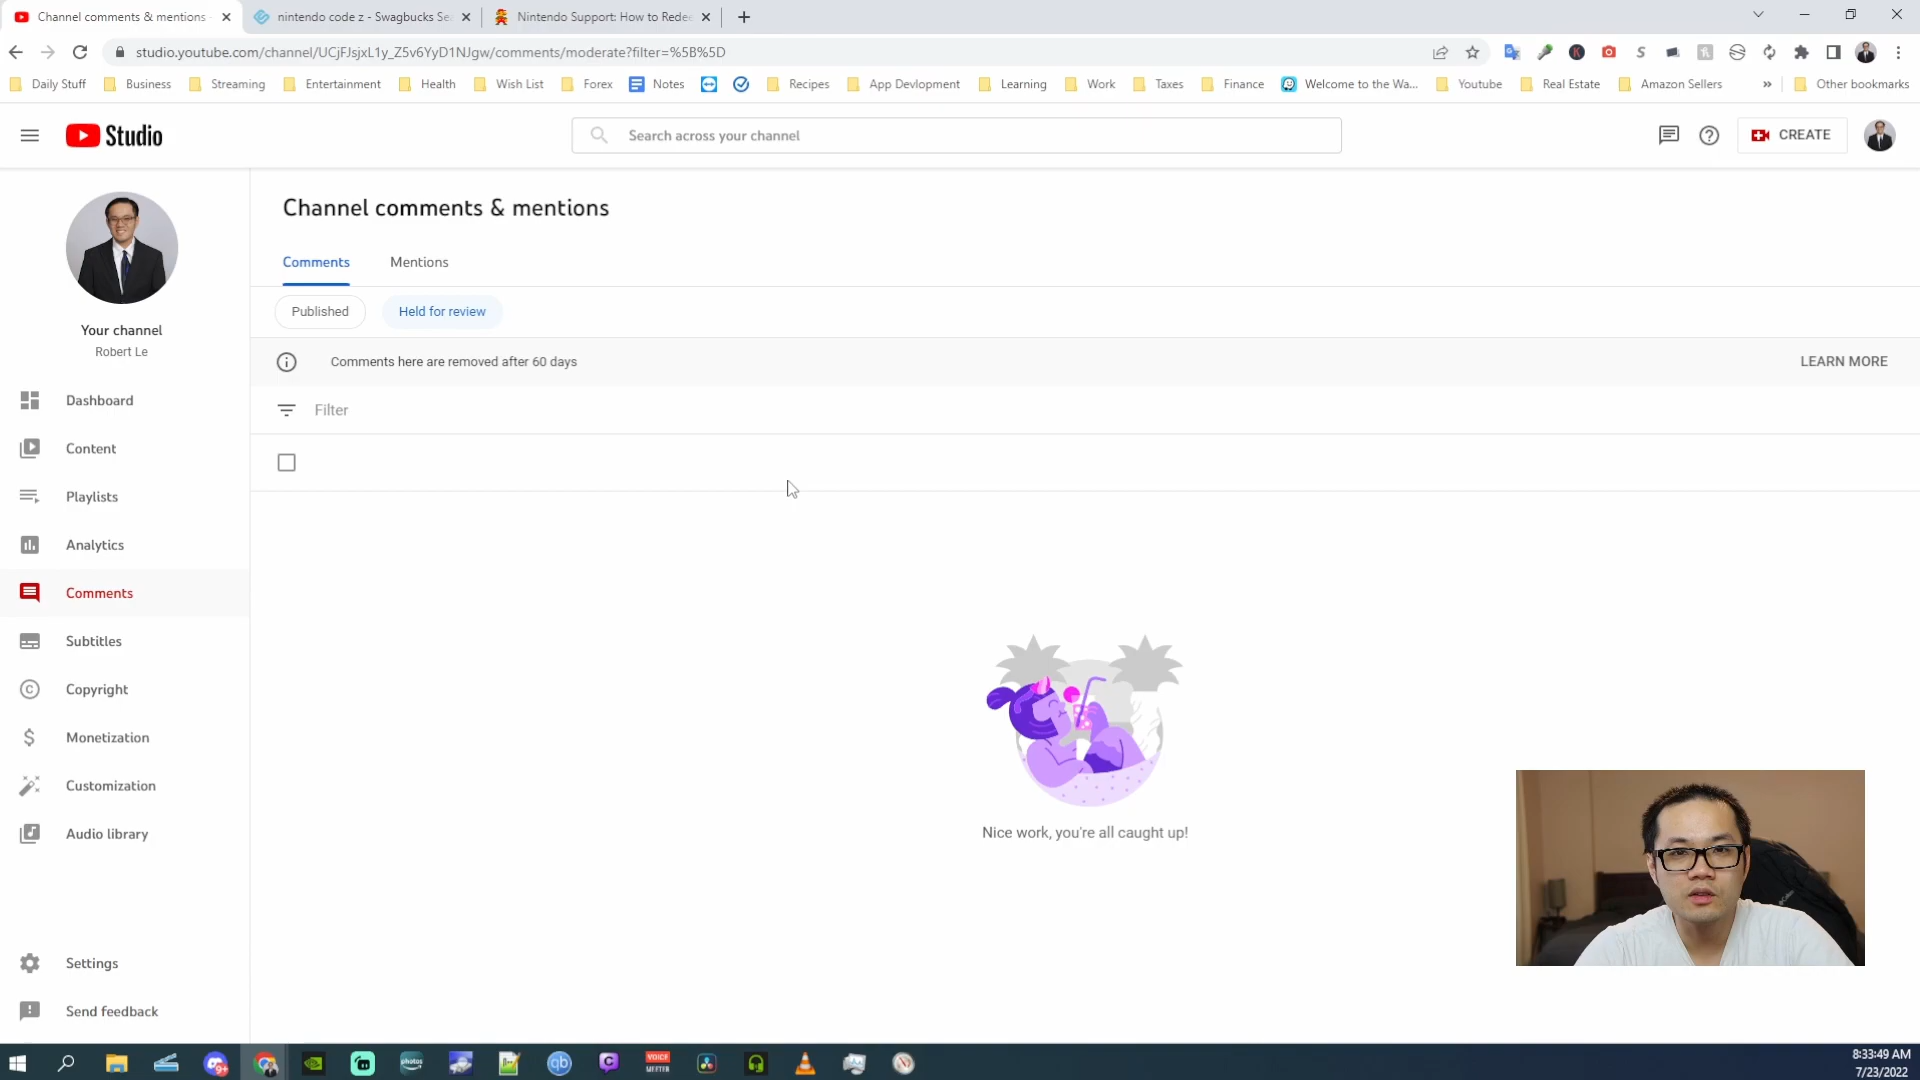 Channel comments & mentions -
nintendo code z - Swagbucks Se
Nintendo Support: How to Rede
studio.youtube.com/channel/UCjFJsjxL1y_Z5v6YyD1NJgw/comments/moderate?filter=%5B%5D
Daily Stuff
Business
Streaming
Entertainment
Health
Wish List
Forex
Notes
Recipes
App Devlopment
Learning
Work
Taxes
Finance
Welcome to the Wa...
Youtube
Real Estate
Amazon Sellers
»
Other bookmarks
Studio
Search across your channel
CREATE
Your channel
Robert Le
Dashboard
Content
Playlists
Analytics
Comments
Subtitles
Copyright
Monetization
Customization
Audio library
Settings
Send feedback
Channel comments & mentions
Comments
Mentions
Published
Held for review
Comments here are removed after 60 days
LEARN MORE
Filter
Nice work, you're all caught up!
9+
photos
qb
VOICE
MEETER
8:33:49 AM
7/23/2022